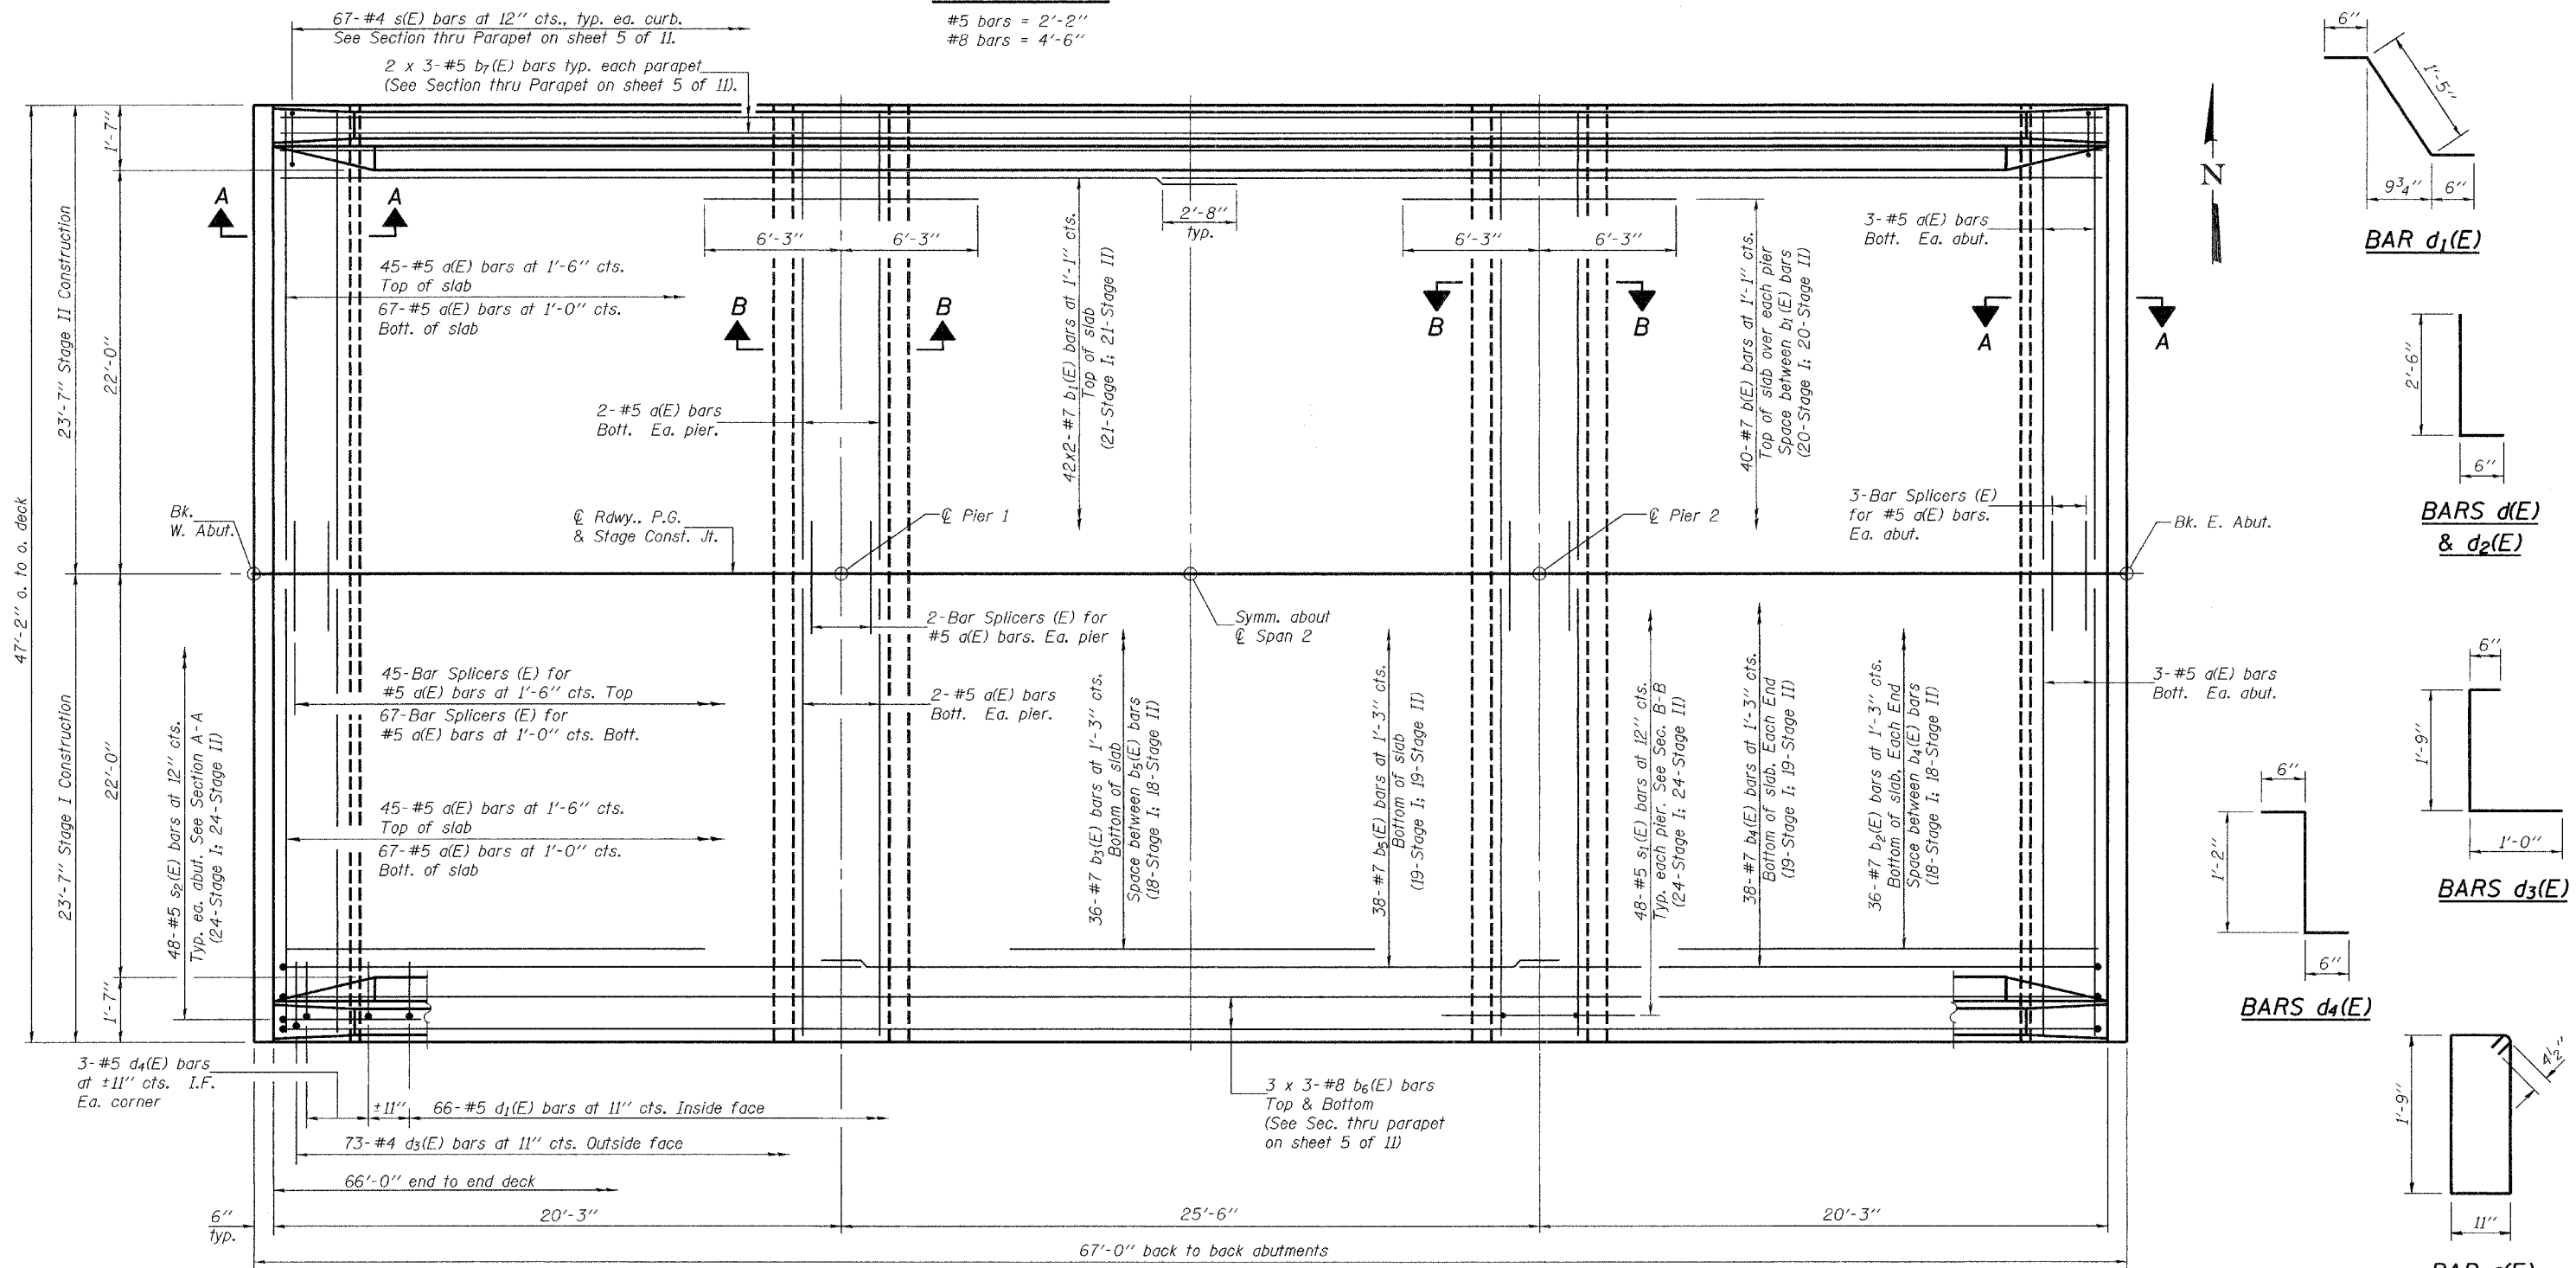 #5 bars = 2'-2"
#8 bars = 4'-6"
67-#4 s(E) bars at 12" cts., typ. ea. curb.
See Section thru Parapet on sheet 5 of 11.
2 x 3-#5 b7(E) bars typ. each parapet
(See Section thru Parapet on sheet 5 of 11).
47'-2" o. to o. deck
23'-7" Stage II Construction
23'-7" Stage I Construction
1'-7"
22'-0"
22'-0"
1'-7"
A
A
45-#5 a(E) bars at 1'-6" cts.
Top of slab
67-#5 a(E) bars at 1'-0" cts.
Bott. of slab
6'-3"
6'-3"
2'-8"
typ.
6'-3"
6'-3"
B
B
B
B
42x2-#7 b1(E) bars at 1'-1" cts.
Top of slab
(21-Stage I; 21-Stage II)
40-#7 b(E) bars at 1'-1" cts.
Top of slab over each pier
Space between b1(E) bars
(20-Stage I; 20-Stage II)
3-#5 a(E) bars
Bott. Ea. abut.
A
A
N
2-#5 a(E) bars
Bott. Ea. pier.
Bk.
W. Abut.
℄ Rdwy., P.G.
& Stage Const. Jt.
℄ Pier 1
℄ Pier 2
3-Bar Splicers (E)
for #5 a(E) bars.
Ea. abut.
Bk. E. Abut.
2-Bar Splicers (E) for
#5 a(E) bars. Ea. pier
Symm. about
℄ Span 2
45-Bar Splicers (E) for
#5 a(E) bars at 1'-6" cts. Top
67-Bar Splicers (E) for
#5 a(E) bars at 1'-0" cts. Bott.
2-#5 a(E) bars
Bott. Ea. pier.
3-#5 a(E) bars
Bott. Ea. abut.
45-#5 a(E) bars at 1'-6" cts.
Top of slab
67-#5 a(E) bars at 1'-0" cts.
Bott. of slab
48-#5 s2(E) bars at 12" cts.
Typ. ea. abut. See Section A-A
(24-Stage I; 24-Stage II)
36-#7 b3(E) bars at 1'-3" cts.
Bottom of slab
Space between b5(E) bars
(18-Stage I; 18-Stage II)
38-#7 b5(E) bars at 1'-3" cts.
Bottom of slab
(19-Stage I; 19-Stage II)
48-#5 s1(E) bars at 12" cts.
Typ. each pier. See Sec. B-B
(24-Stage I; 24-Stage II)
38-#7 b4(E) bars at 1'-3" cts.
Bottom of slab, Each End
(19-Stage I; 19-Stage II)
36-#7 b2(E) bars at 1'-3" cts.
Bottom of slab, Each End
Space between b4(E) bars
(18-Stage I; 18-Stage II)
3-#5 d4(E) bars
at ±11" cts. I.F.
Ea. corner
±11"
66-#5 d1(E) bars at 11" cts. Inside face
73-#4 d3(E) bars at 11" cts. Outside face
66'-0" end to end deck
3 x 3-#8 b6(E) bars
Top & Bottom
(See Sec. thru parapet
on sheet 5 of 11)
6"
typ.
20'-3"
25'-6"
20'-3"
67'-0" back to back abutments
6"
1'-5"
9 3/4"
6"
BAR d1(E)
2'-6"
6"
BARS d(E)
& d2(E)
6"
1'-9"
1'-0"
BARS d3(E)
6"
1'-2"
6"
BARS d4(E)
4 1/2"
1'-9"
11"